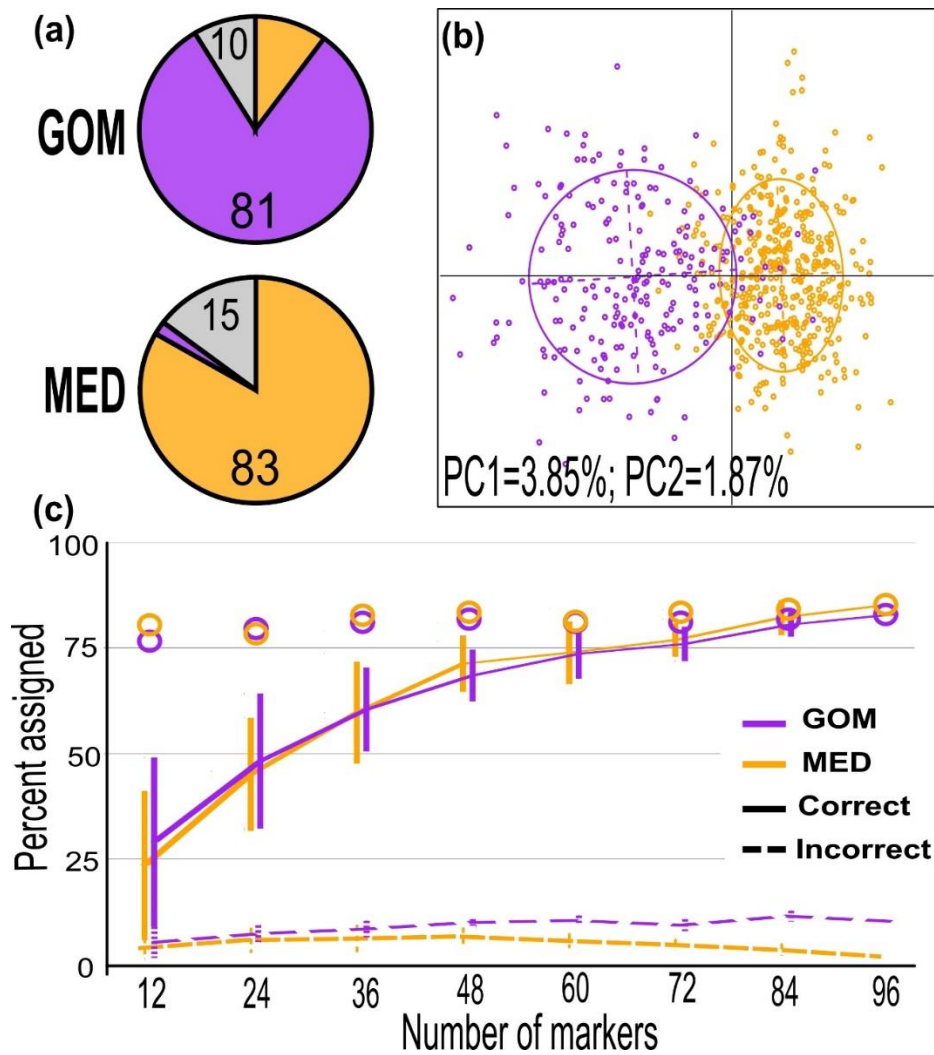 (a)
10
GOM
81
15
MED
83
(b)
PC1=3.85%; PC2=1.87%
(c)
100
75
50
25
0
Percent assigned
GOM
MED
Correct
Incorrect
12 24 36 48 60 72 84 96
Number of markers